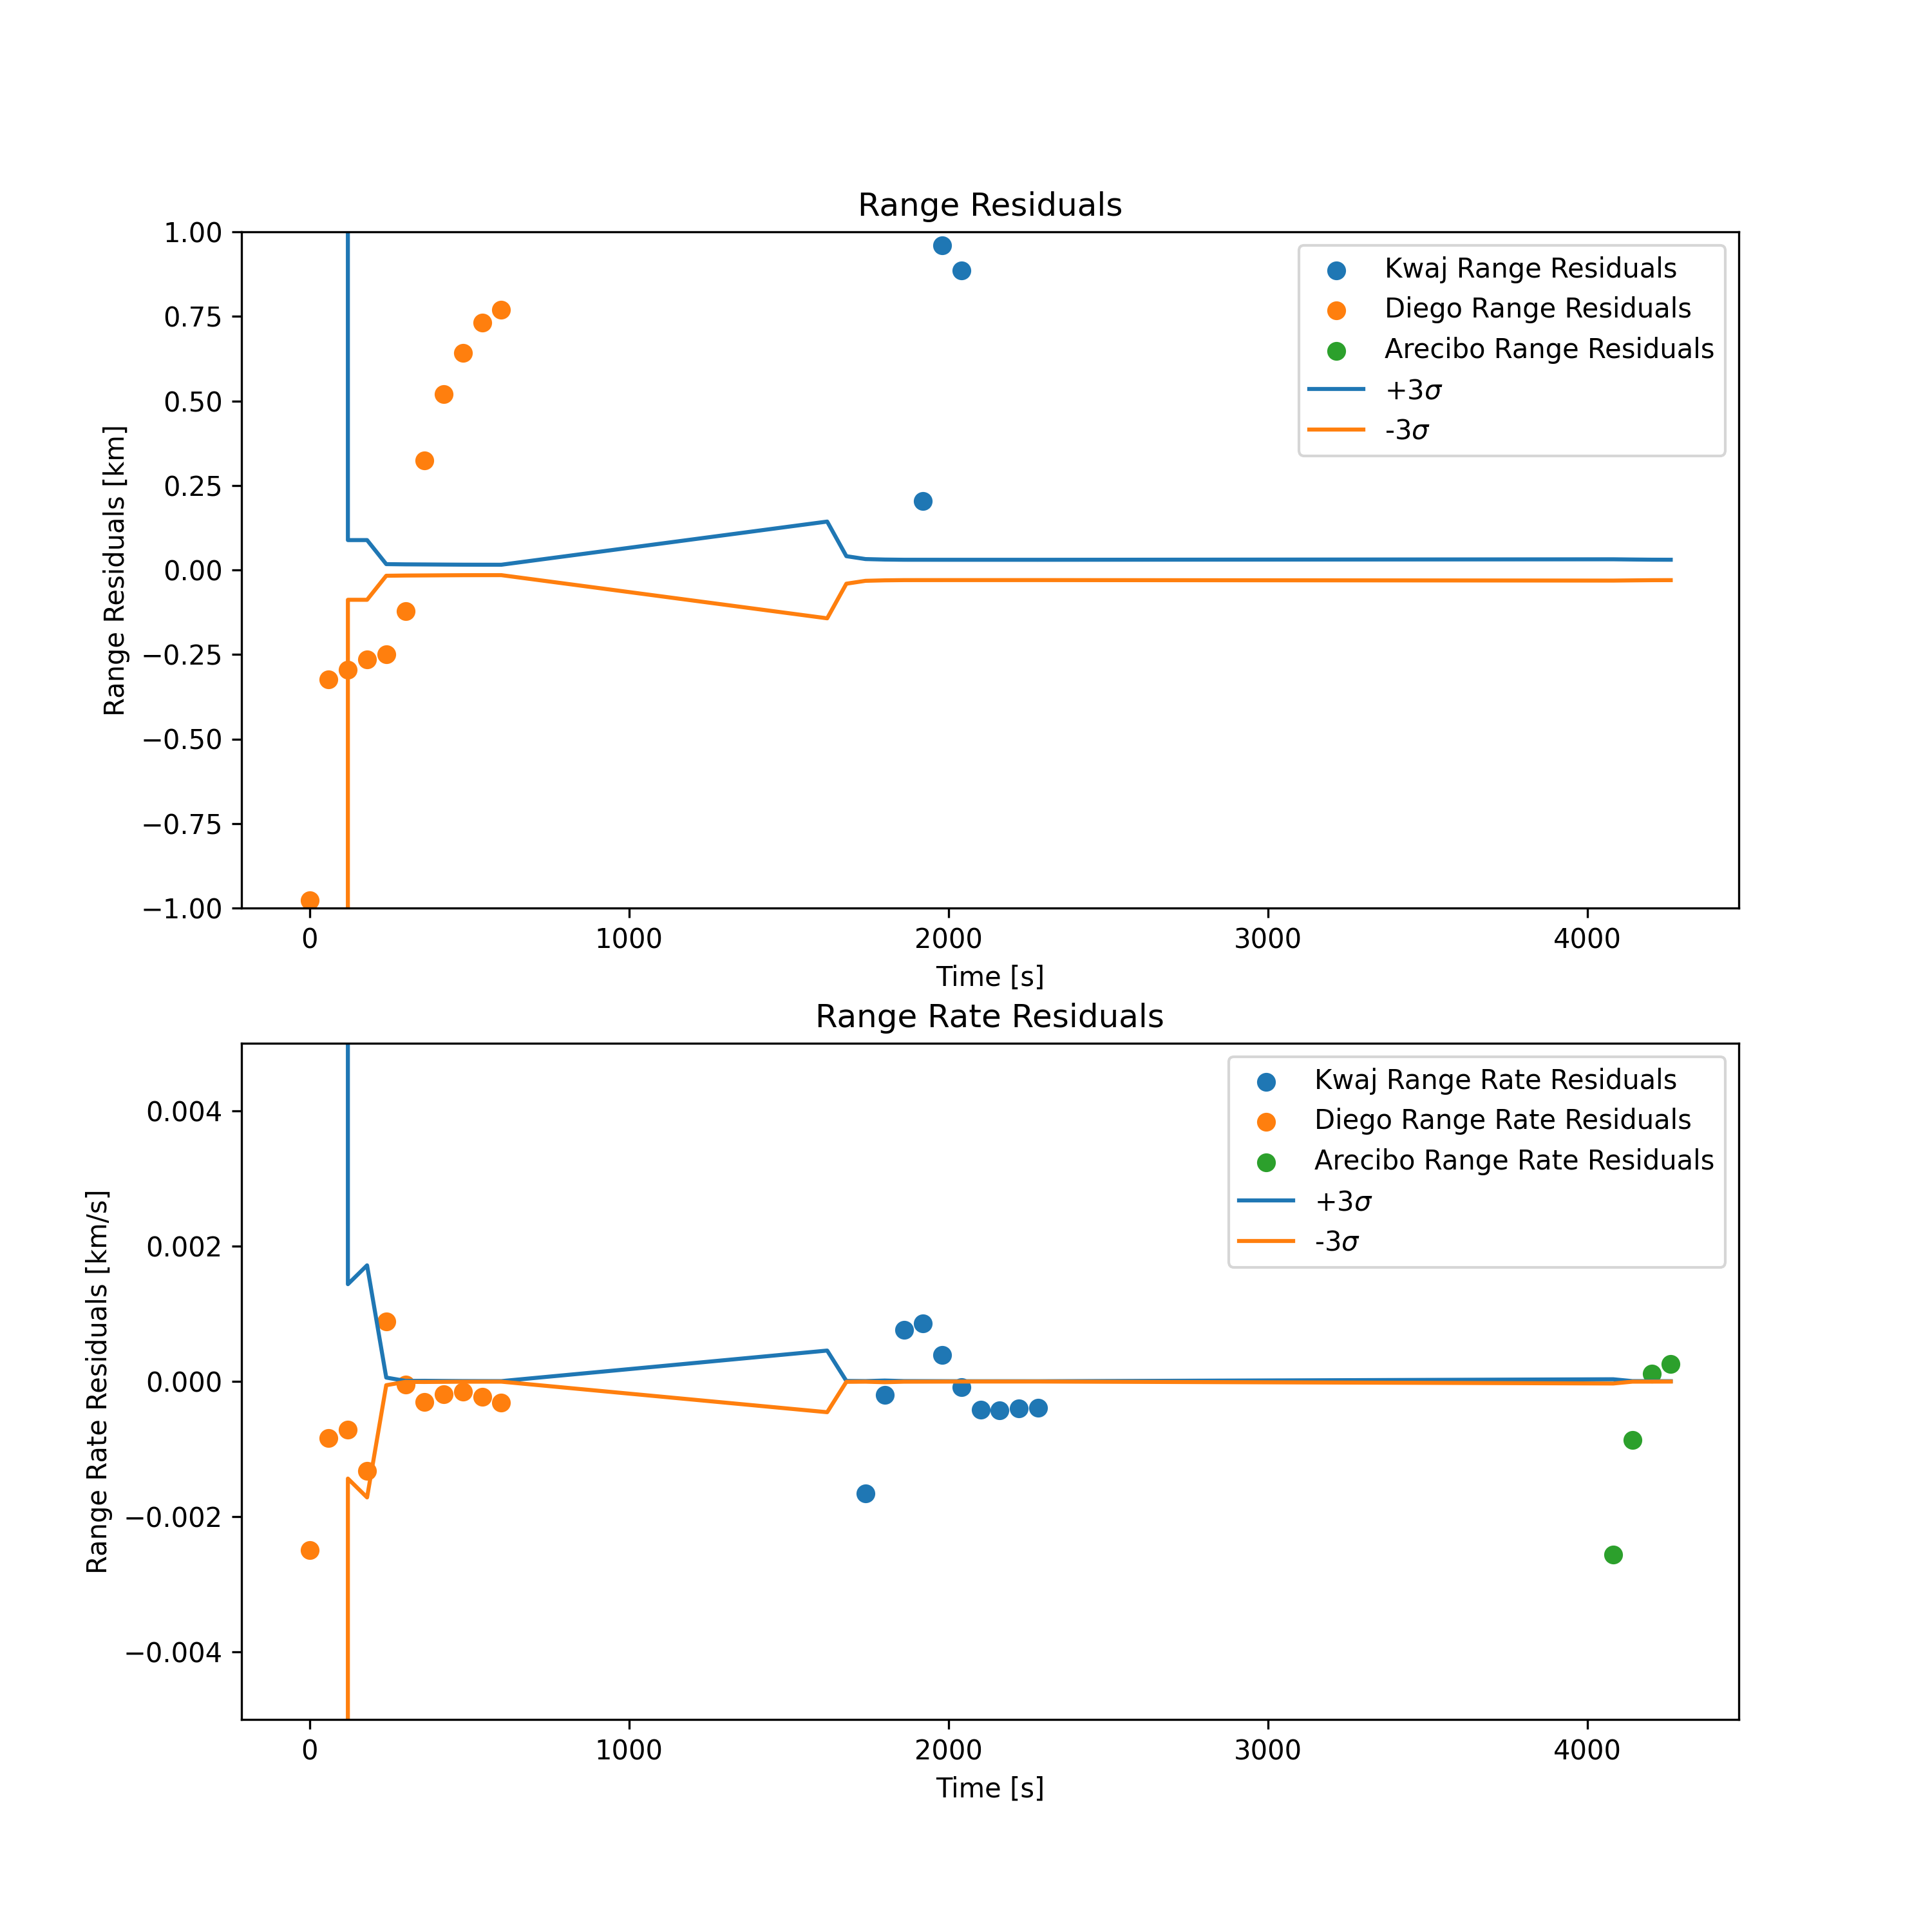 Range Residuals
1.00
0.75
0.50
0.25
0.00
−0.25
−0.50
−0.75
−1.00
Range Residuals [km]
Kwaj Range Residuals
Diego Range Residuals
Arecibo Range Residuals
+3σ
-3σ
0 1000 2000 3000 4000
Time [s]
Range Rate Residuals
0.004
0.002
0.000
−0.002
−0.004
Range Rate Residuals [km/s]
Kwaj Range Rate Residuals
Diego Range Rate Residuals
Arecibo Range Rate Residuals
+3σ
-3σ
0 1000 2000 3000 4000
Time [s]